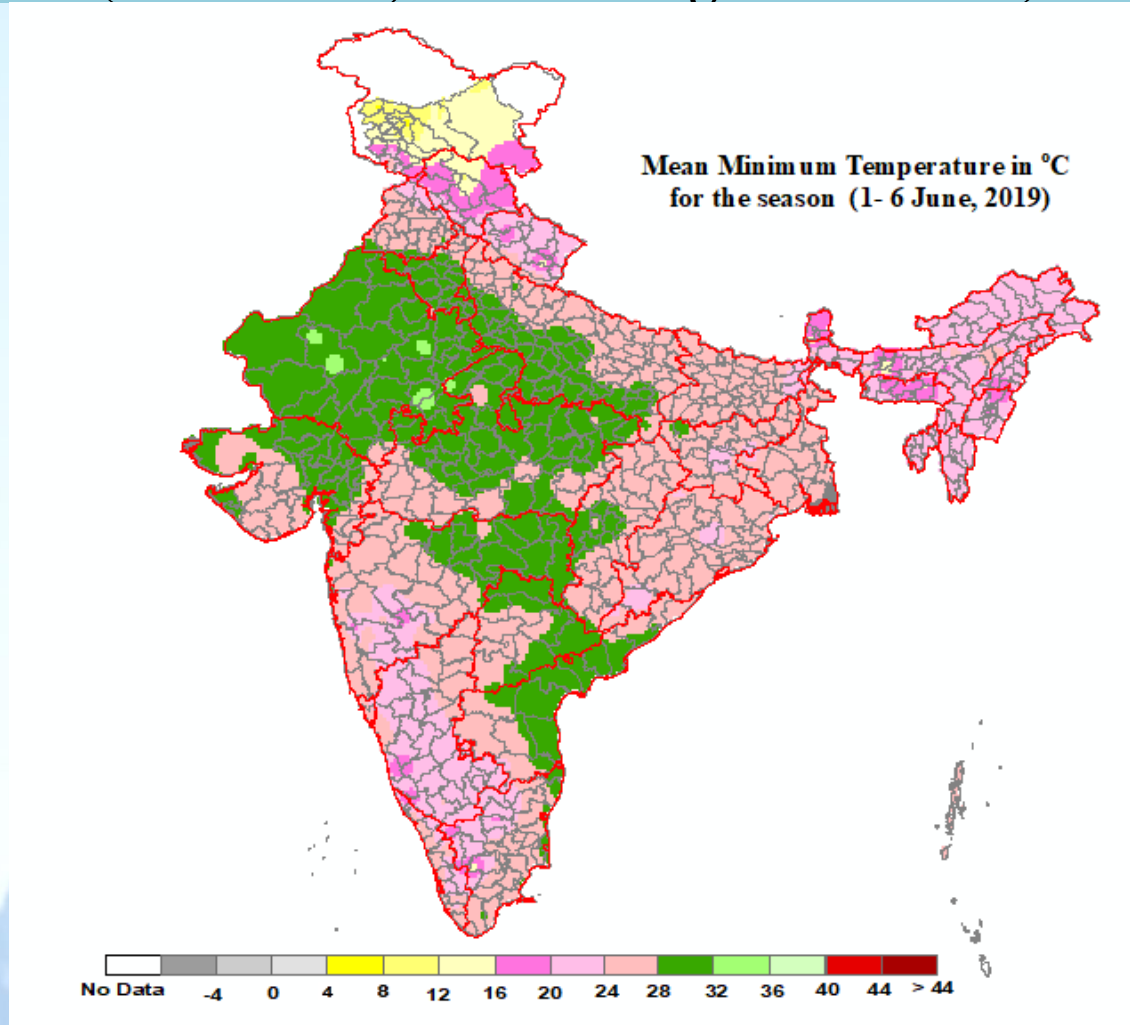 Mean Minimum Temperature in °C
for the season (1- 6 June, 2019)
No Data -4 0 4 8 12 16 20 24 28 32 36 40 44 > 44